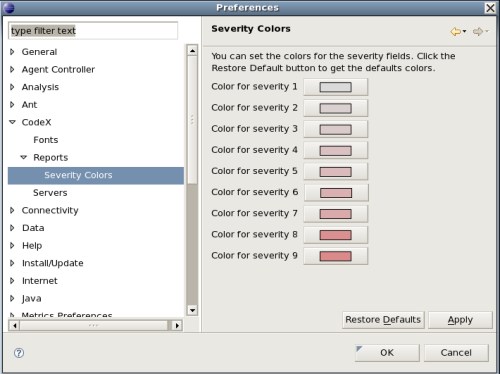 Preferences
type filter text
General
Agent Controller
Analysis
Ant
CodeX
Fonts
Reports
Severity Colors
Servers
Connectivity
Data
Help
Install/Update
Internet
Java
Metrics Preferences
Severity Colors
You can set the colors for the severity fields. Click the
Restore Default button to get the defaults colors.
Color for severity 1
Color for severity 2
Color for severity 3
Color for severity 4
Color for severity 5
Color for severity 6
Color for severity 7
Color for severity 8
Color for severity 9
Restore Defaults
Apply
OK
Cancel